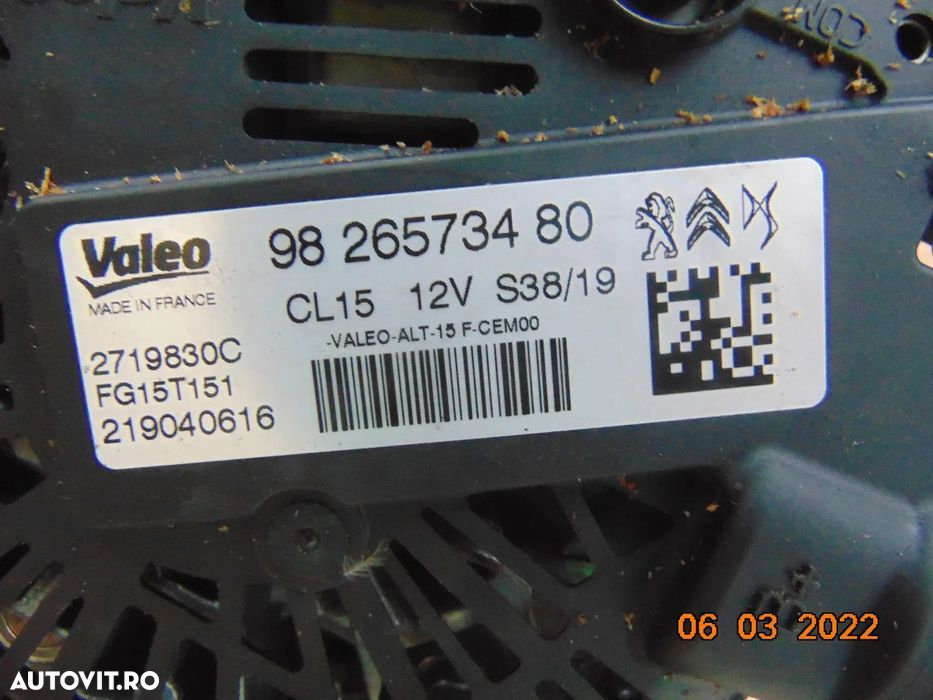 Valeo
MADE IN FRANCE
98 265734 80
CL15 12V S38/19
-VALEO-ALT-15 F-CEM00
2719830C
FG15T151
219040616
COM
06 03 2022
AUTOVIT.RO